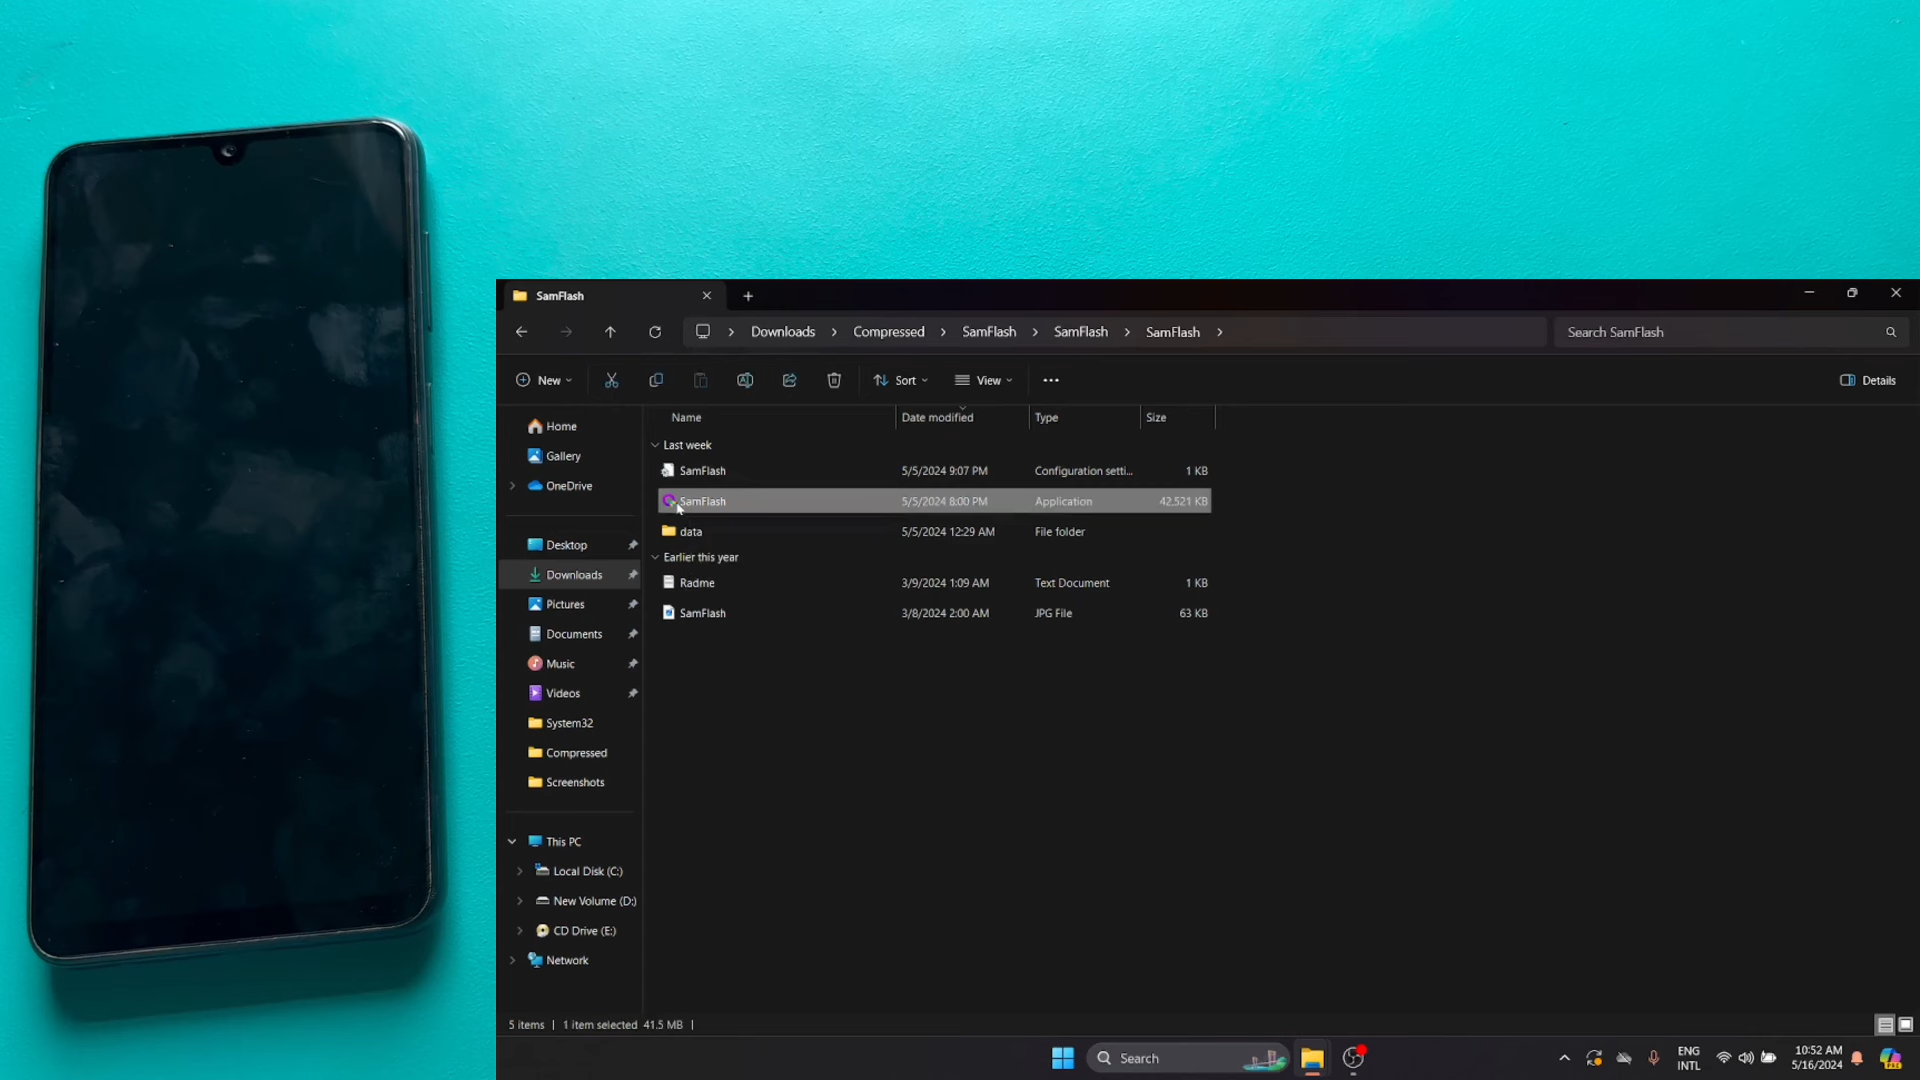 SamFlash
Downloads Compressed SamFlash SamFlash SamFlash
Search SamFlash
New Sort View Details
Home
Gallery
OneDrive
Desktop
Downloads
Pictures
Documents
Music
Videos
System32
Compressed
Screenshots
This PC
Local Disk (C:)
New Volume (D:)
CD Drive (E:)
Network
Name Date modified Type Size
Last week
SamFlash 5/5/2024 9:07 PM Configuration setti... 1 KB
SamFlash 5/5/2024 8:00 PM Application 42,521 KB
data 5/5/2024 12:29 AM File folder
Earlier this year
Radme 3/9/2024 1:09 AM Text Document 1 KB
SamFlash 3/8/2024 2:00 AM JPG File 63 KB
5 items 1 item selected 41.5 MB
Search
ENG
INTL
10:52 AM
5/16/2024